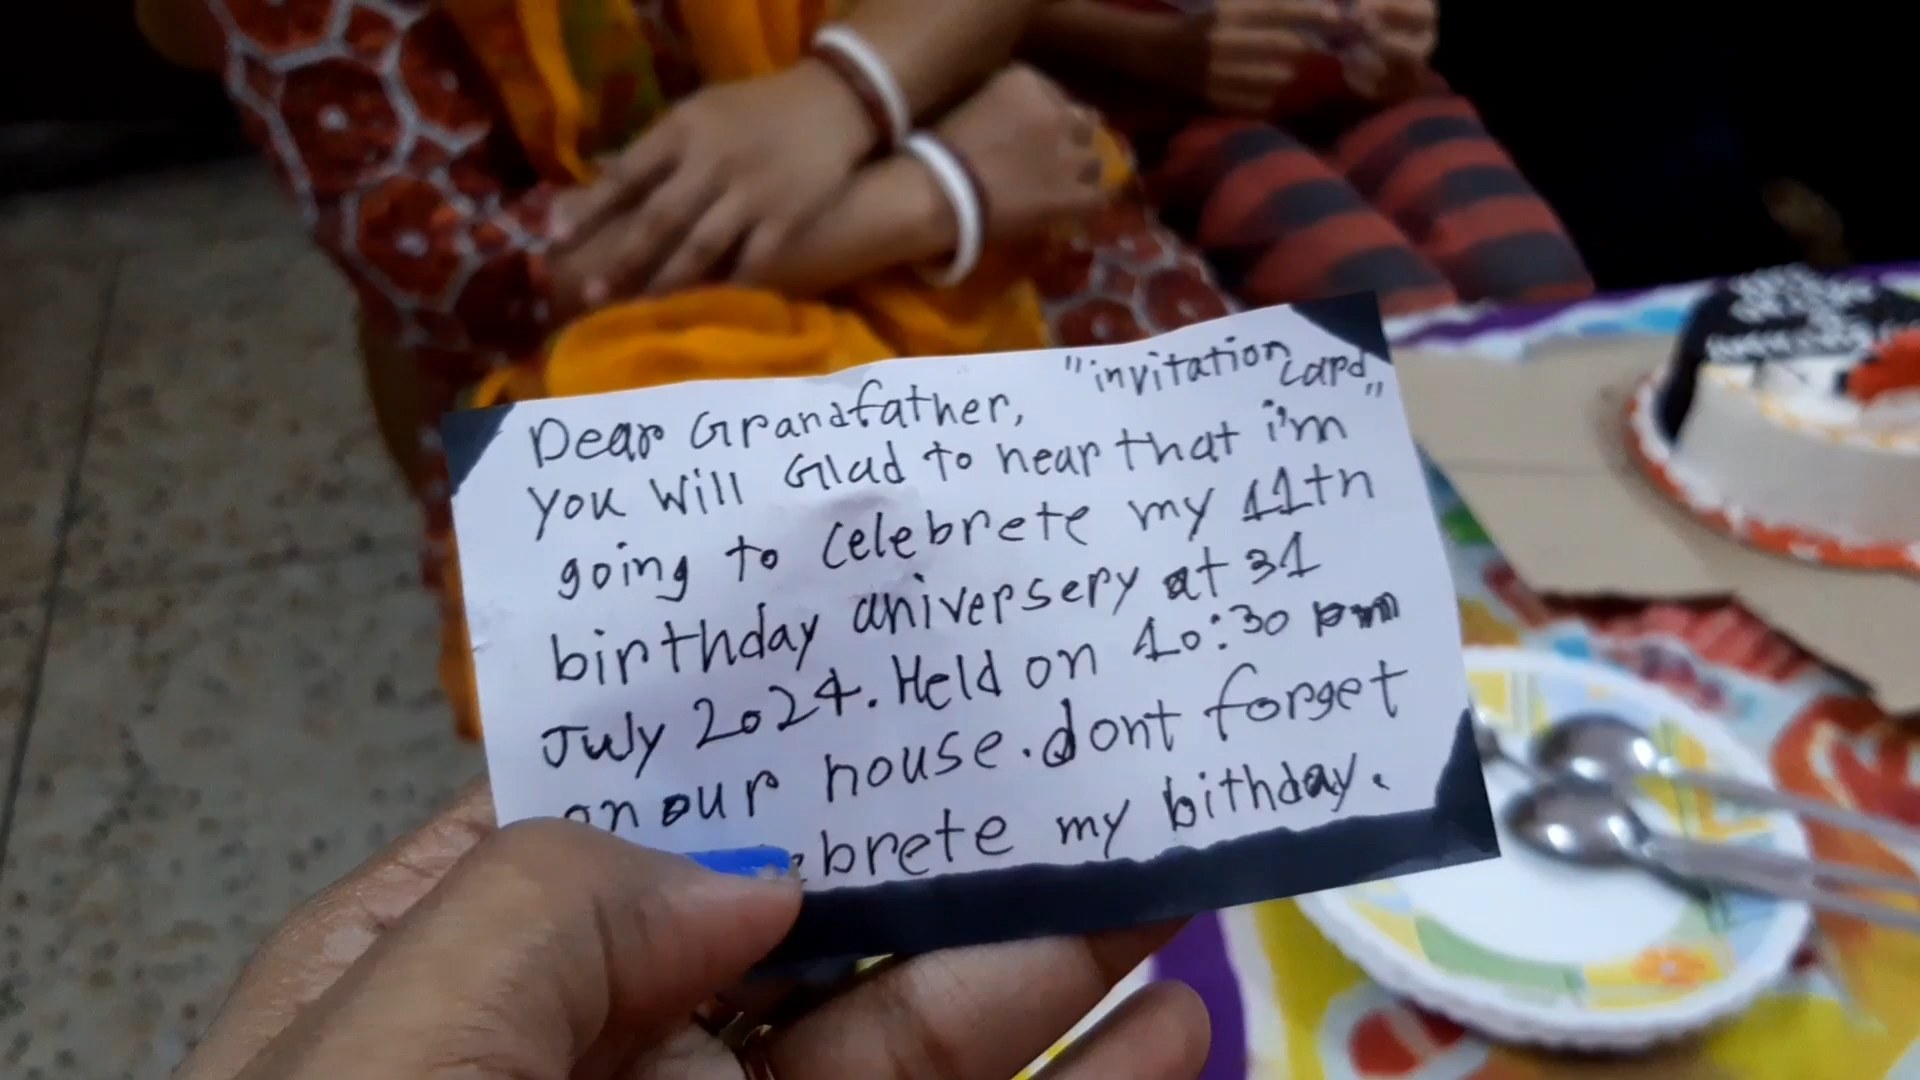 "invitation card"
Dear Grandfather,
you will Glad to hear that i'm
going to celebrete my 11th
birthday aniversery at 31
July 2024. Held on 10:30 pm
on our house. dont forget
brete my bithday.